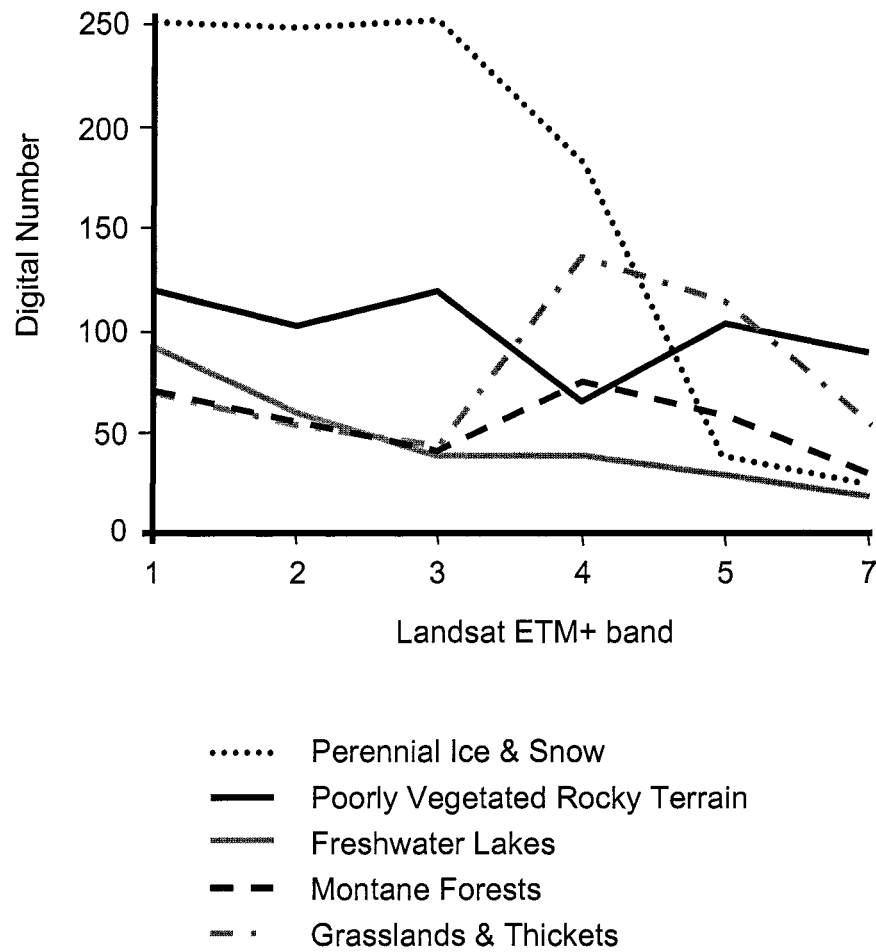 250
200
150
100
50
0
Digital Number
1 2 3 4 5 7
Landsat ETM+ band
Perennial Ice & Snow
Poorly Vegetated Rocky Terrain
Freshwater Lakes
Montane Forests
Grasslands & Thickets